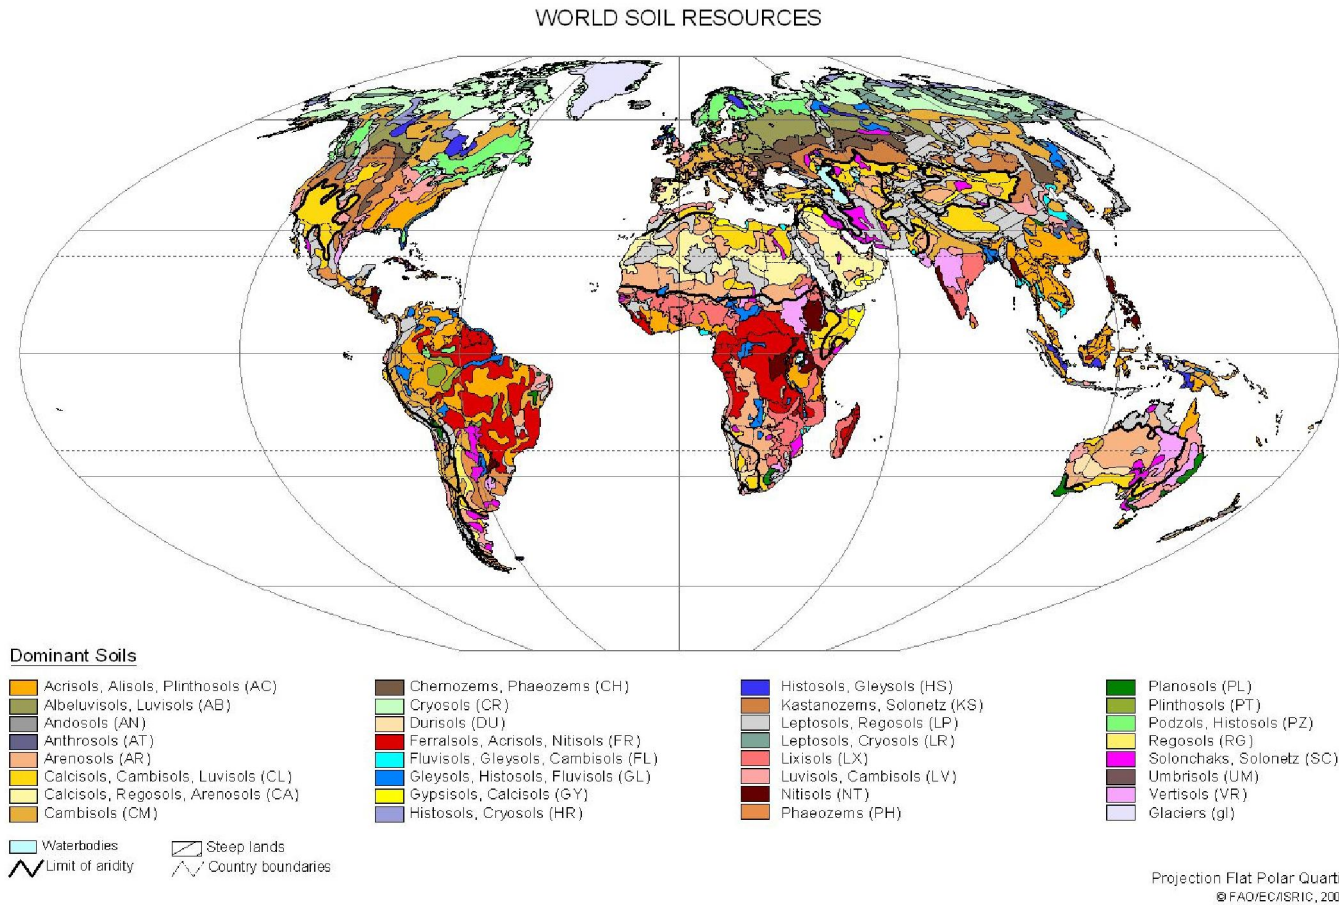 WORLD SOIL RESOURCES
Dominant Soils
Acrisols, Alisols, Plinthosols (AC)
Albeluvisols, Luvisols (AB)
Andosols (AN)
Anthrosols (AT)
Arenosols (AR)
Calcisols, Cambisols, Luvisols (CL)
Calcisols, Regosols, Arenosols (CA)
Cambisols (CM)
Chernozems, Phaeozems (CH)
Cryosols (CR)
Durisols (DU)
Ferralsols, Acrisols, Nitisols (FR)
Fluvisols, Gleysols, Cambisols (FL)
Gleysols, Histosols, Fluvisols (GL)
Gypsisols, Calcisols (GY)
Histosols, Cryosols (HR)
Histosols, Gleysols (HS)
Kastanozems, Solonetz (KS)
Leptosols, Regosols (LP)
Leptosols, Cryosols (LR)
Lixisols (LX)
Luvisols, Cambisols (LV)
Nitisols (NT)
Phaeozems (PH)
Planosols (PL)
Plinthosols (PT)
Podzols, Histosols (PZ)
Regosols (RG)
Solonchaks, Solonetz (SC)
Umbrisols (UM)
Vertisols (VR)
Glaciers (gl)
Waterbodies
Steep lands
Limit of aridity
Country boundaries
Projection Flat Polar Quarti
© FAO/EC/ISRIC, 200